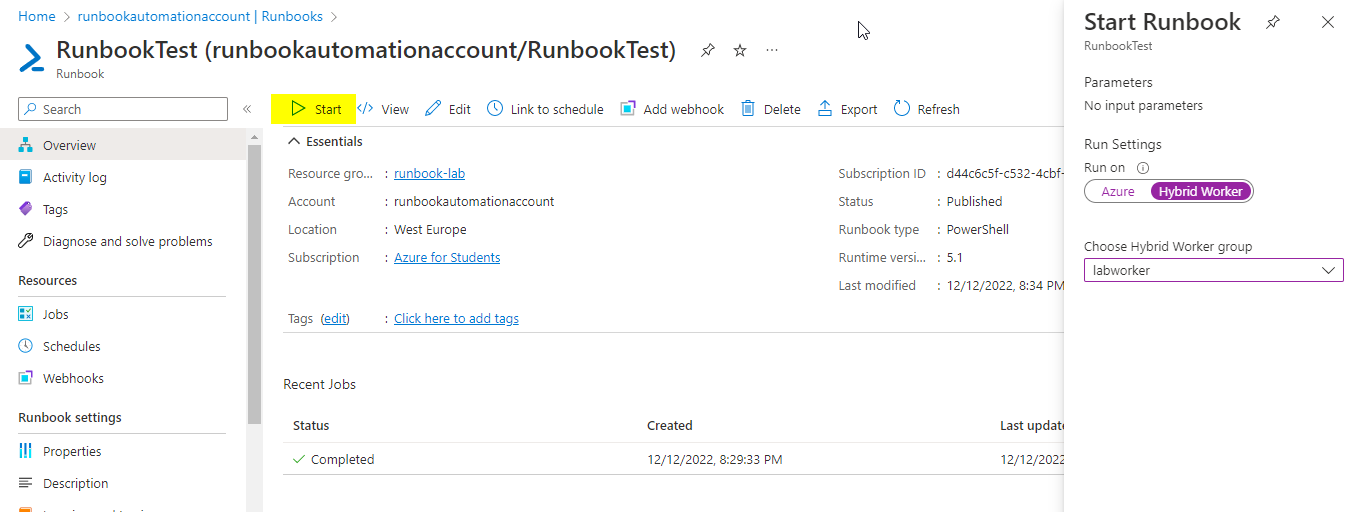 Home > runbookautomationaccount | Runbooks >
RunbookTest (runbookautomationaccount/RunbookTest) ...
Runbook
Search «
Start View Edit Link to schedule Add webhook Delete Export Refresh
Overview
Activity log
Tags
Diagnose and solve problems
Resources
Jobs
Schedules
Webhooks
Runbook settings
Properties
Description
Essentials
Resource gro... : runbook-lab
Account : runbookautomationaccount
Location : West Europe
Subscription : Azure for Students
Subscription ID : d44c6c5f-c532-4cbf-
Status : Published
Runbook type : PowerShell
Runtime versi... : 5.1
Last modified : 12/12/2022, 8:34 PM
Tags (edit) : Click here to add tags
Recent Jobs
Status Created Last update
Completed 12/12/2022, 8:29:33 PM 12/12/2022
Start Runbook
RunbookTest
Parameters
No input parameters
Run Settings
Run on
Azure Hybrid Worker
Choose Hybrid Worker group
labworker